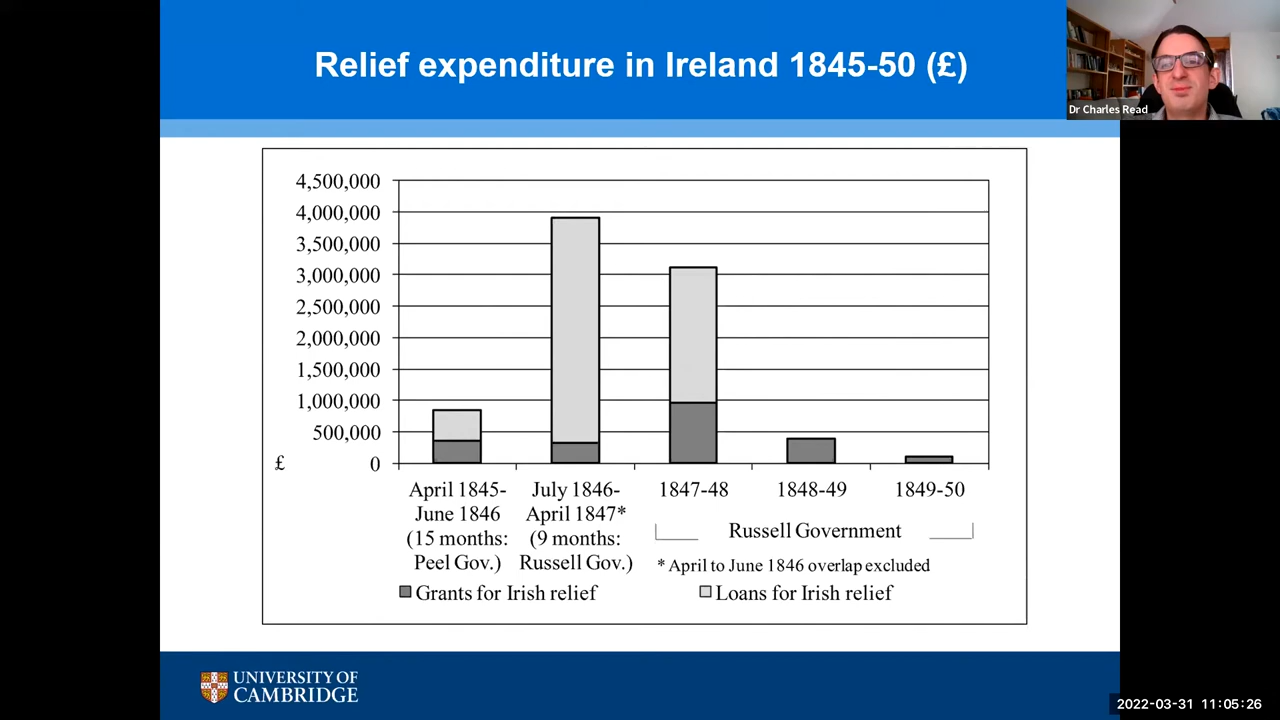 Relief expenditure in Ireland 1845-50 (£)
Dr Charles Read
4,500,000
4,000,000
3,500,000
3,000,000
2,500,000
2,000,000
1,500,000
1,000,000
500,000
£ 0
April 1845-
June 1846
(15 months:
Peel Gov.)
July 1846-
April 1847*
(9 months:
Russell Gov.)
1847-48
1848-49
1849-50
Russell Government
* April to June 1846 overlap excluded
Grants for Irish relief
Loans for Irish relief
UNIVERSITY OF
CAMBRIDGE
2022-03-31 11:05:26